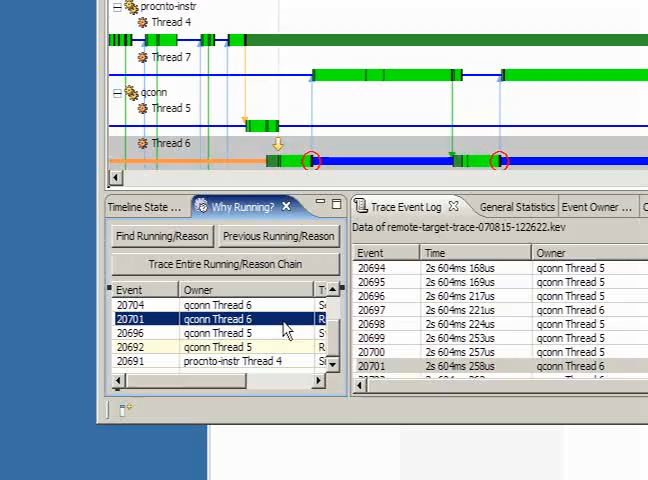 procnto-instr
Thread 4
Thread 7
qconn
Thread 5
Thread 6
Timeline State ... Why Running? Trace Event Log General Statistics Event Owner ...
Data of remote-target-trace-070815-122622.kev
Find Running/Reason Previous Running/Reason
Trace Entire Running/Reason Chain
Event Owner
20704 qconn Thread 6
20701 qconn Thread 6
20696 qconn Thread 5
20692 qconn Thread 5
20691 procnto-instr Thread 4
Event Time Owner
20694 2s 604ms 168us qconn Thread 5
20695 2s 604ms 169us qconn Thread 5
20696 2s 604ms 217us qconn Thread 5
20697 2s 604ms 221us qconn Thread 5
20698 2s 604ms 224us qconn Thread 5
20699 2s 604ms 253us qconn Thread 5
20700 2s 604ms 257us qconn Thread 5
20701 2s 604ms 258us qconn Thread 6